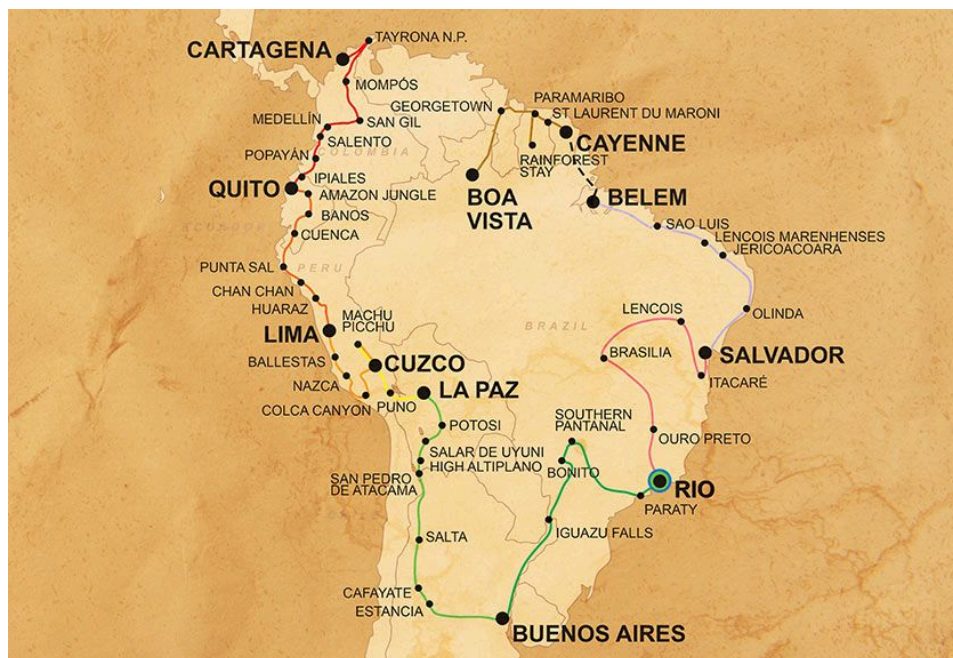 TAYRONA N.P.
CARTAGENA
MOMPÓS
GEORGETOWN
PARAMARIBO
ST LAURENT DU MARONI
MEDELLÍN
SAN GIL
SALENTO
CAYENNE
POPAYÁN
COLOMBIA
RAINFOREST
STAY
IPIALES
QUITO
AMAZON JUNGLE
BOA
VISTA
BELEM
BANOS
ECUADOR
CUENCA
SAO LUIS
LENCOIS MARENHENSES
JERICOACOARA
PUNTA SAL
PERU
CHAN CHAN
HUARAZ
MACHU
PICCHU
LENCOIS
OLINDA
LIMA
BRAZIL
BALLESTAS
CUZCO
BRASILIA
SALVADOR
NAZCA
LA PAZ
ITACARÉ
COLCA CANYON
PUNO
SOUTHERN
PANTANAL
POTOSI
OURO PRETO
SALAR DE UYUNI
HIGH ALTIPLANO
BONITO
SAN PEDRO
DE ATACAMA
RIO
PARATY
IGUAZU FALLS
SALTA
CAFAYATE
ESTANCIA
BUENOS AIRES